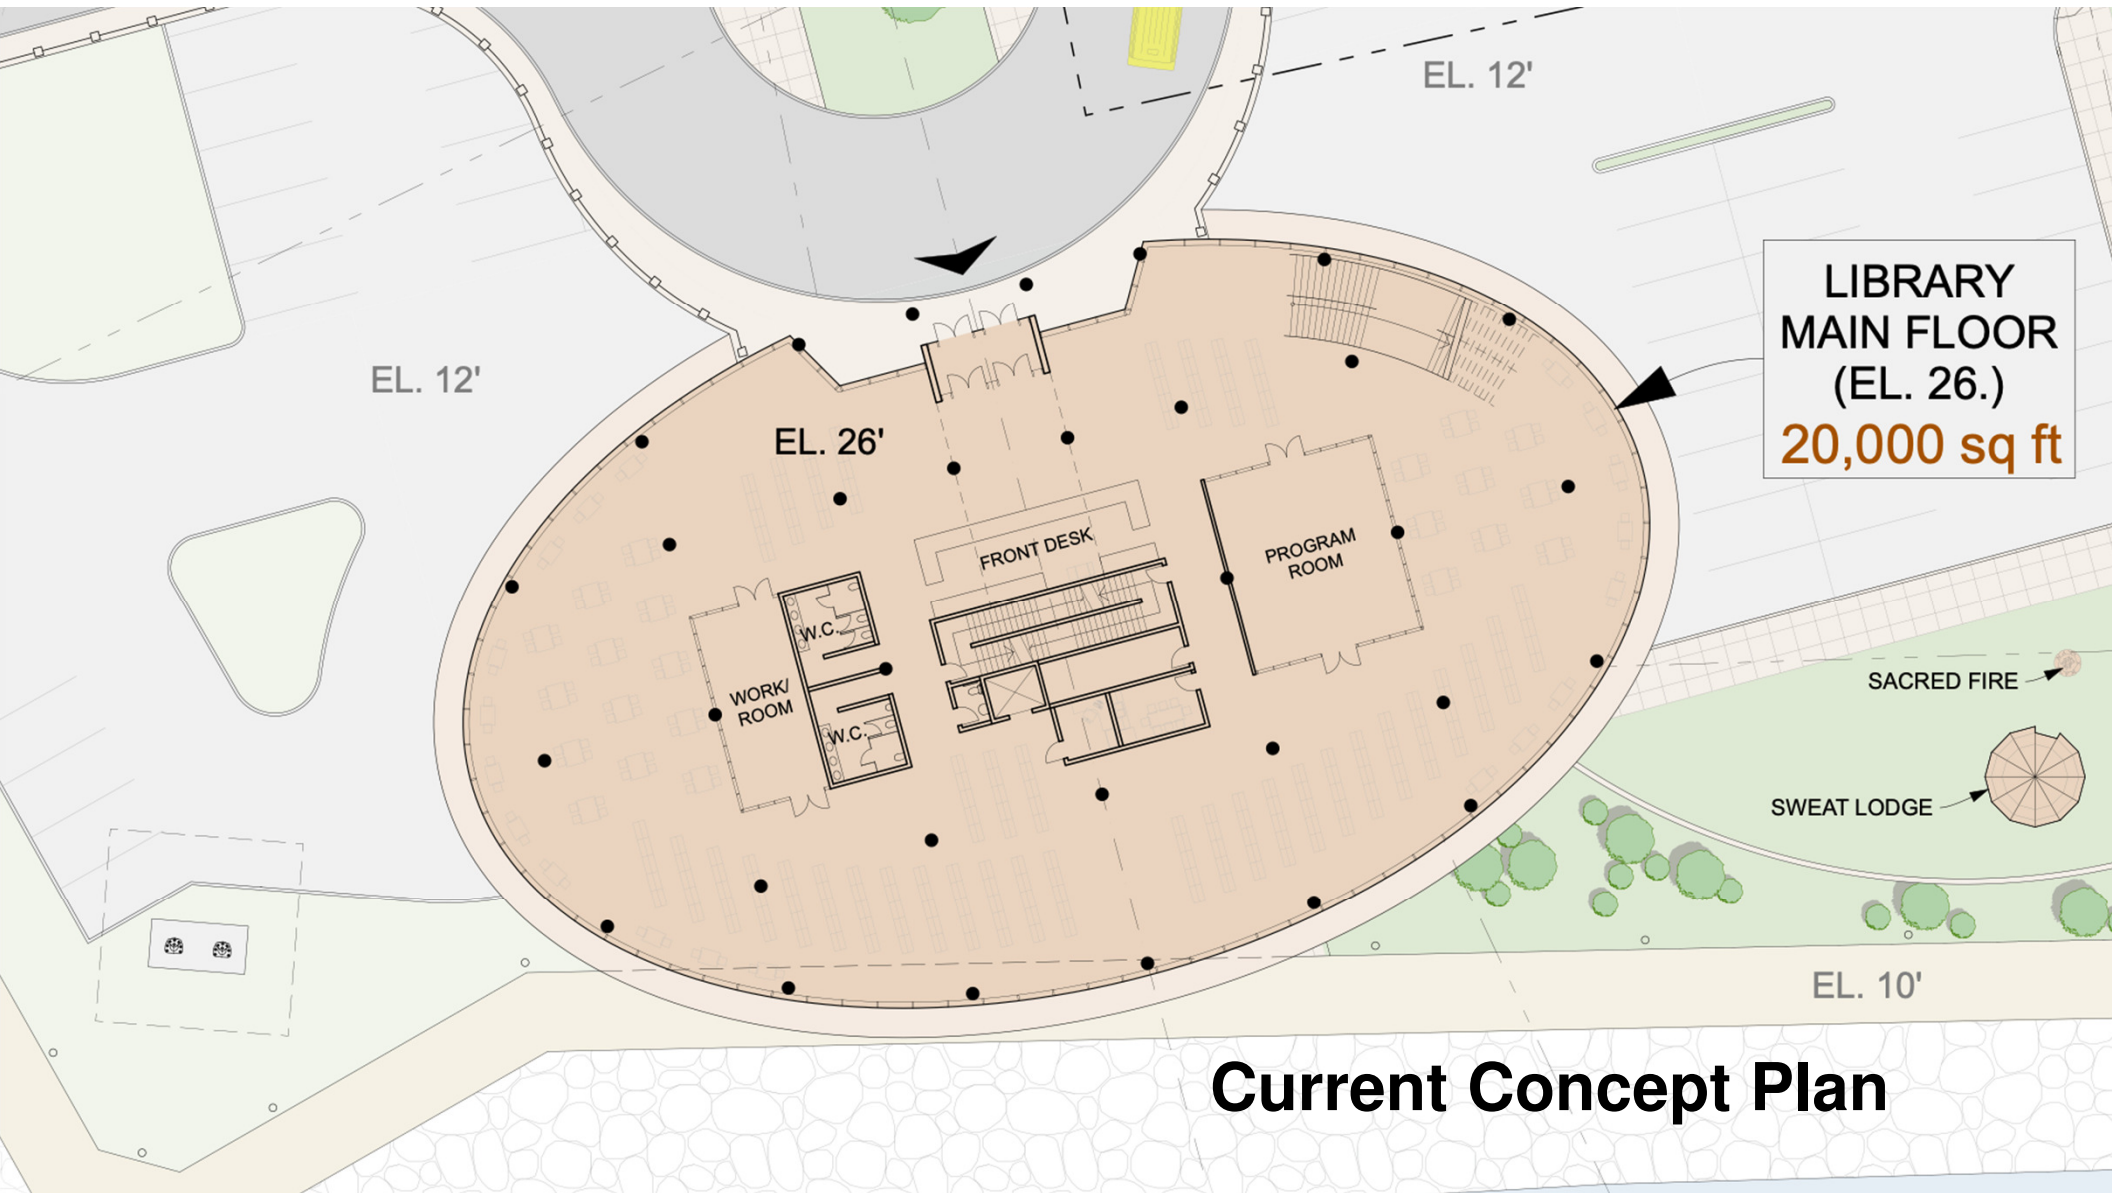 EL. 12'
LIBRARY
MAIN FLOOR
(EL. 26.)
20,000 sq ft
EL. 12'
EL. 26'
FRONT DESK
PROGRAM
ROOM
W.C.
WORK/
ROOM
W.C.
SACRED FIRE
SWEAT LODGE
EL. 10'
Current Concept Plan